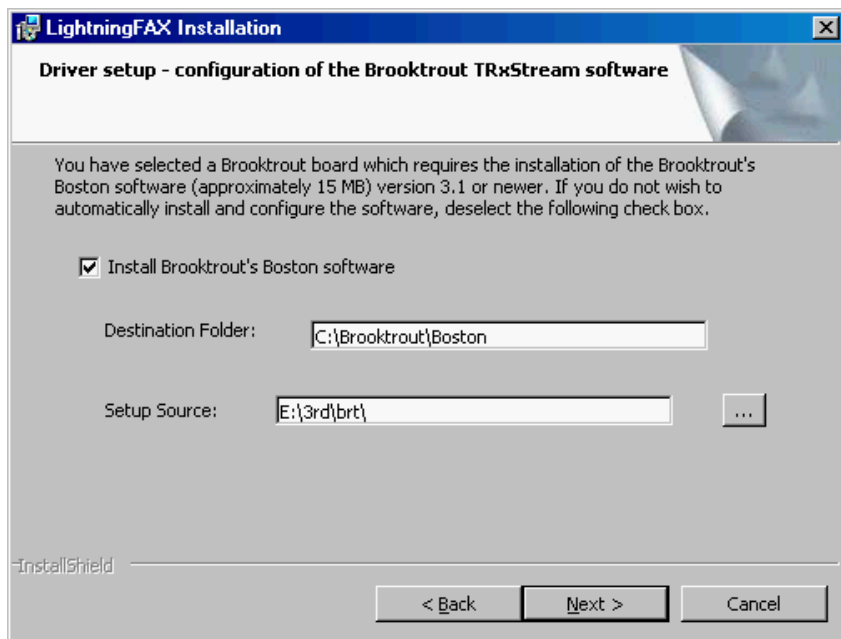 LightningFAX Installation
Driver setup - configuration of the Brooktrout TRxStream software
You have selected a Brooktrout board which requires the installation of the Brooktrout's
Boston software (approximately 15 MB) version 3.1 or newer. If you do not wish to
automatically install and configure the software, deselect the following check box.
Install Brooktrout's Boston software
Destination Folder: C:\Brooktrout\Boston
Setup Source: E:\3rd\brt\ ...
InstallShield
< Back Next > Cancel